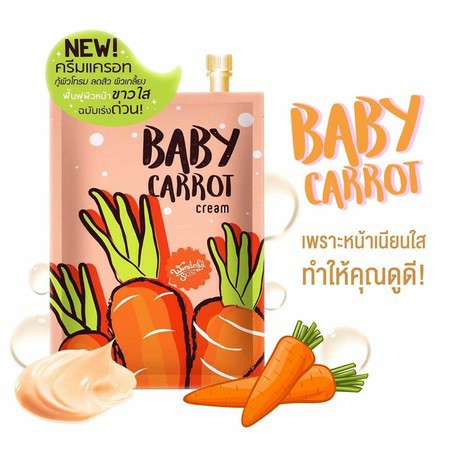 NEW!
ครีมแครอท
กู้ผิวโทรม ลดสิว ผิวเกลี้ยง
ฟื้นฟูผิวหน้าขาวใส
ฉบับเร่งด่วน!
BABY
CARROT
cream
Wonderful
SKIN
BABY
CARROT
เพราะหน้าเนียนใส
ทำให้คุณดูดี!